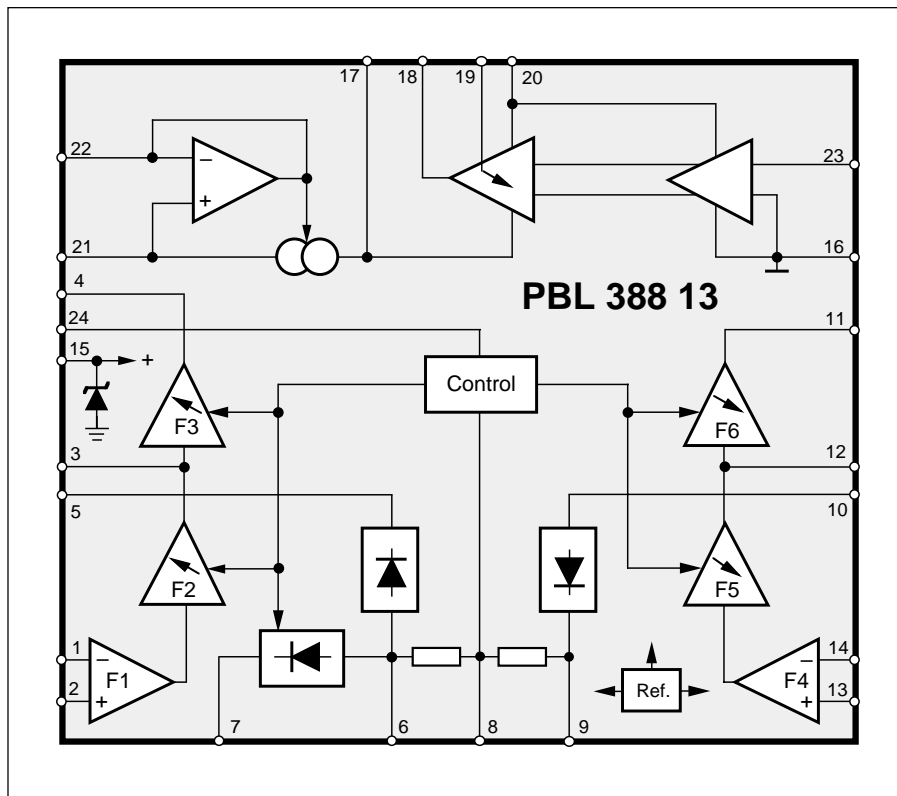 17 18 19 20
22 − 23
+
21 16
4 PBL 388 13
24 11
15 +
Control
F3 F6
3 12
5 10
F2 F5
1 − 14 −
F1 Ref. F4
2 + 13 +
7 6 8 9